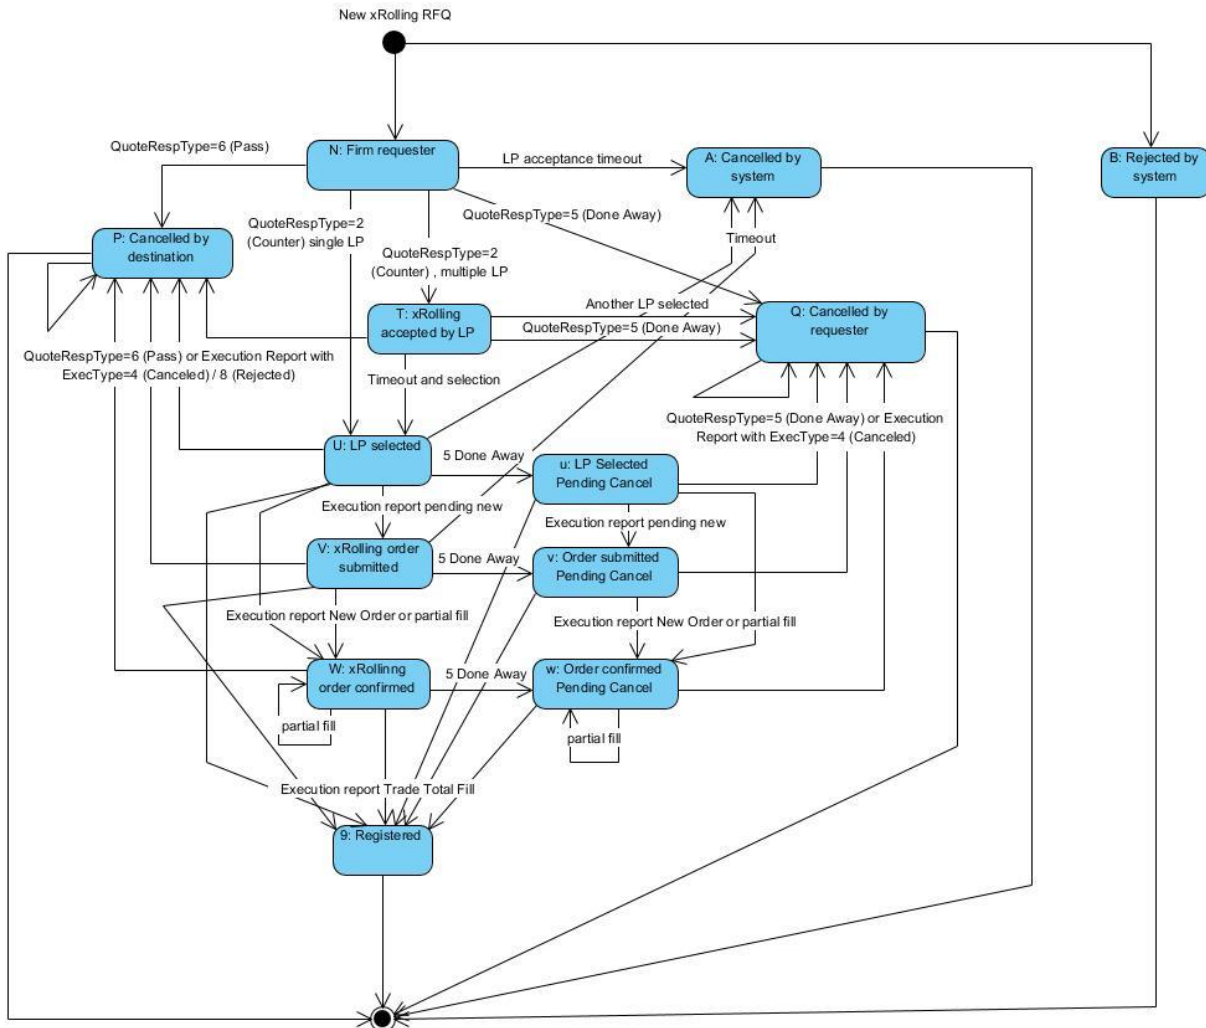 New xRolling RFQ
N: Firm requester
QuoteRespType=6 (Pass)
LP acceptance timeout
A: Cancelled by
system
B: Rejected by
system
QuoteRespType=5 (Done Away)
QuoteRespType=2
(Counter) single LP
P: Cancelled by
destination
Timeout
QuoteRespType=2
(Counter) , multiple LP
T: xRolling
accepted by LP
Another LP selected
Q: Cancelled by
requester
QuoteRespType=5 (Done Away)
QuoteRespType=6 (Pass) or Execution Report with
ExecType=4 (Canceled) / 8 (Rejected)
Timeout and selection
QuoteRespType=5 (Done Away) or Execution
Report with ExecType=4 (Canceled)
U: LP selected
5 Done Away
u: LP Selected
Pending Cancel
Execution report pending new
Execution report pending new
V: xRolling order
submitted
5 Done Away
v: Order submitted
Pending Cancel
Execution report New Order or partial fill
Execution report New Order or partial fill
W: xRollinng
order confirmed
5 Done Away
w: Order confirmed
Pending Cancel
partial fill
partial fill
Execution report Trade Total Fill
9: Registered